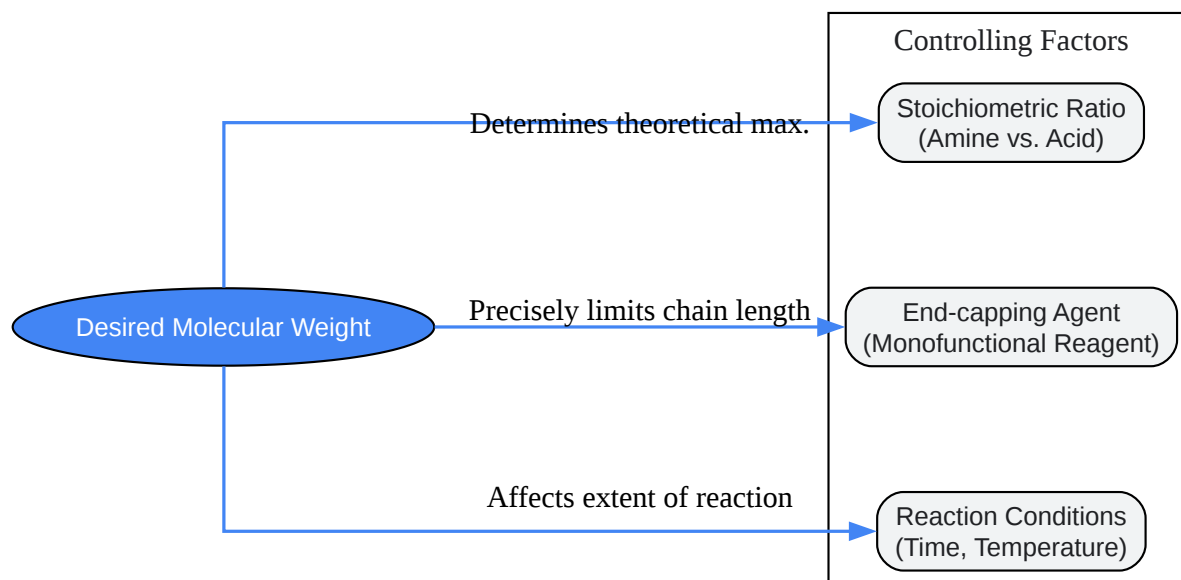 Controlling Factors
Determines theoretical max.
Stoichiometric Ratio
(Amine vs. Acid)
Desired Molecular Weight
Precisely limits chain length
End-capping Agent
(Monofunctional Reagent)
Affects extent of reaction
Reaction Conditions
(Time, Temperature)